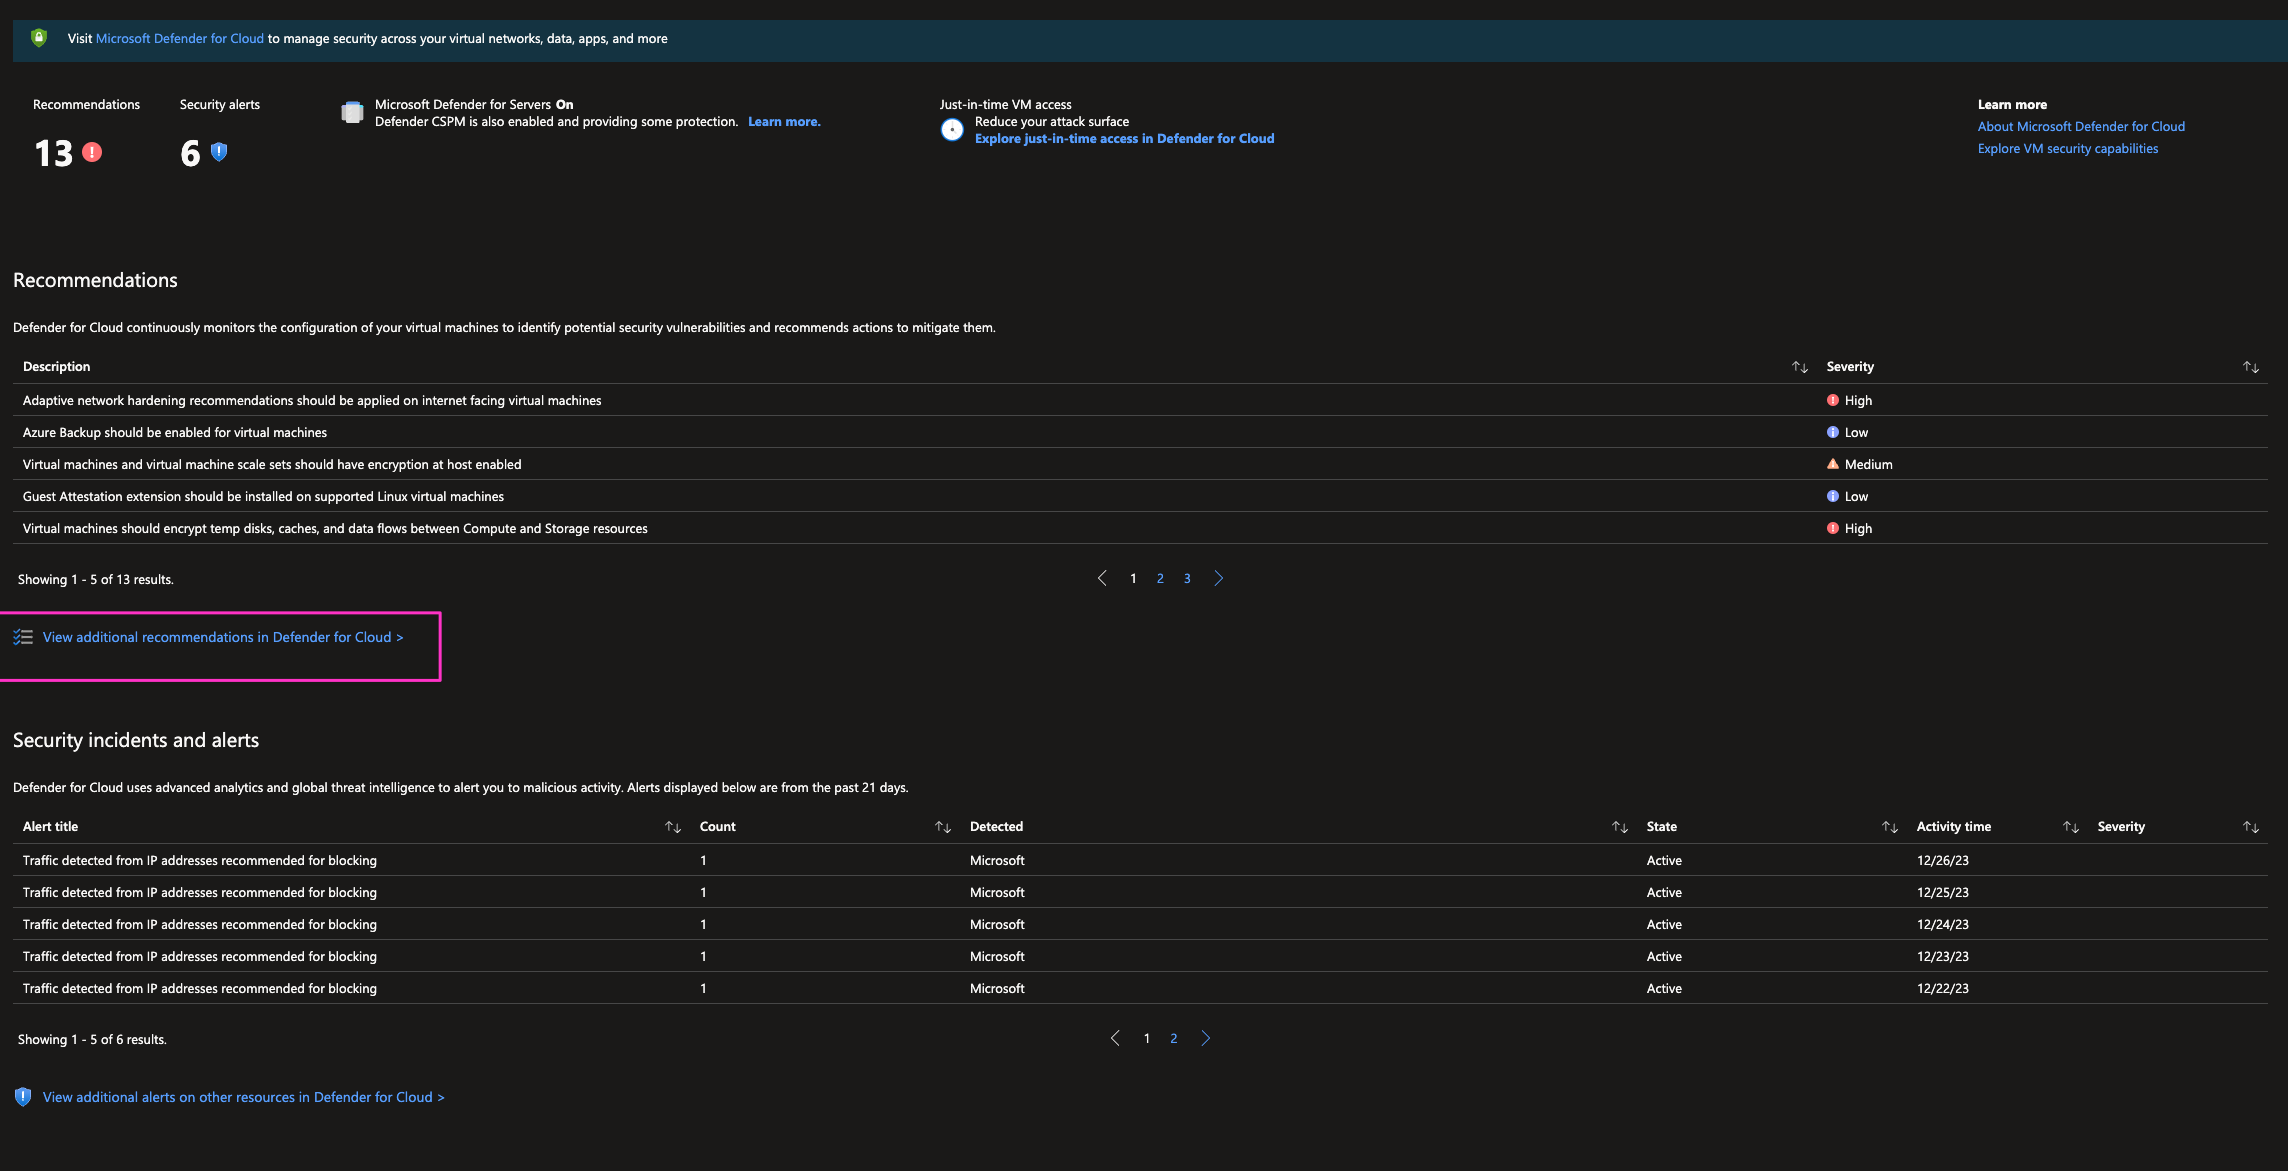 Visit Microsoft Defender for Cloud to manage security across your virtual networks, data, apps, and more
Recommendations
13
Security alerts
6
Microsoft Defender for Servers On
Defender CSPM is also enabled and providing some protection. Learn more.
Just-in-time VM access
Reduce your attack surface
Explore just-in-time access in Defender for Cloud
Learn more
About Microsoft Defender for Cloud
Explore VM security capabilities
Recommendations
Defender for Cloud continuously monitors the configuration of your virtual machines to identify potential security vulnerabilities and recommends actions to mitigate them.
Description Severity
Adaptive network hardening recommendations should be applied on internet facing virtual machines High
Azure Backup should be enabled for virtual machines Low
Virtual machines and virtual machine scale sets should have encryption at host enabled Medium
Guest Attestation extension should be installed on supported Linux virtual machines Low
Virtual machines should encrypt temp disks, caches, and data flows between Compute and Storage resources High
Showing 1 - 5 of 13 results. 1 2 3
View additional recommendations in Defender for Cloud >
Security incidents and alerts
Defender for Cloud uses advanced analytics and global threat intelligence to alert you to malicious activity. Alerts displayed below are from the past 21 days.
Alert title Count Detected State Activity time Severity
Traffic detected from IP addresses recommended for blocking 1 Microsoft Active 12/26/23
Traffic detected from IP addresses recommended for blocking 1 Microsoft Active 12/25/23
Traffic detected from IP addresses recommended for blocking 1 Microsoft Active 12/24/23
Traffic detected from IP addresses recommended for blocking 1 Microsoft Active 12/23/23
Traffic detected from IP addresses recommended for blocking 1 Microsoft Active 12/22/23
Showing 1 - 5 of 6 results. 1 2
View additional alerts on other resources in Defender for Cloud >